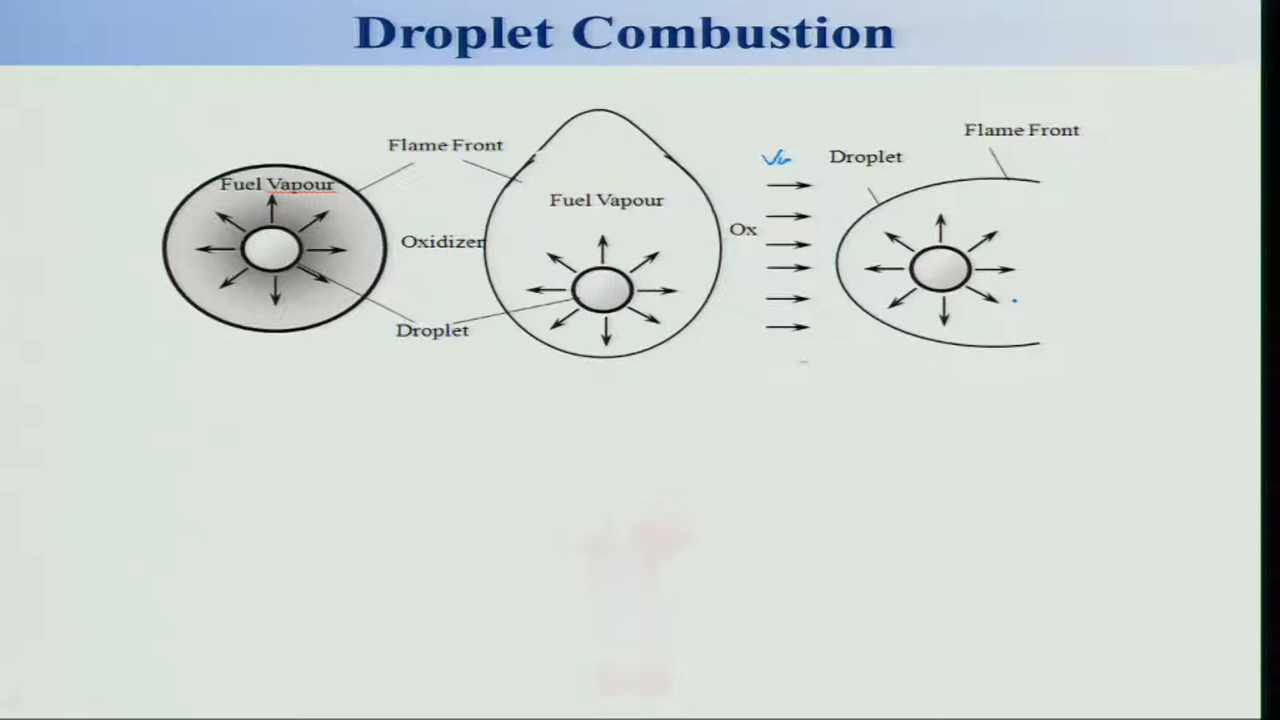 Droplet Combustion
Flame Front
Fuel Vapour
Oxidizer
Droplet
Fuel Vapour
Ox
Droplet
Flame Front